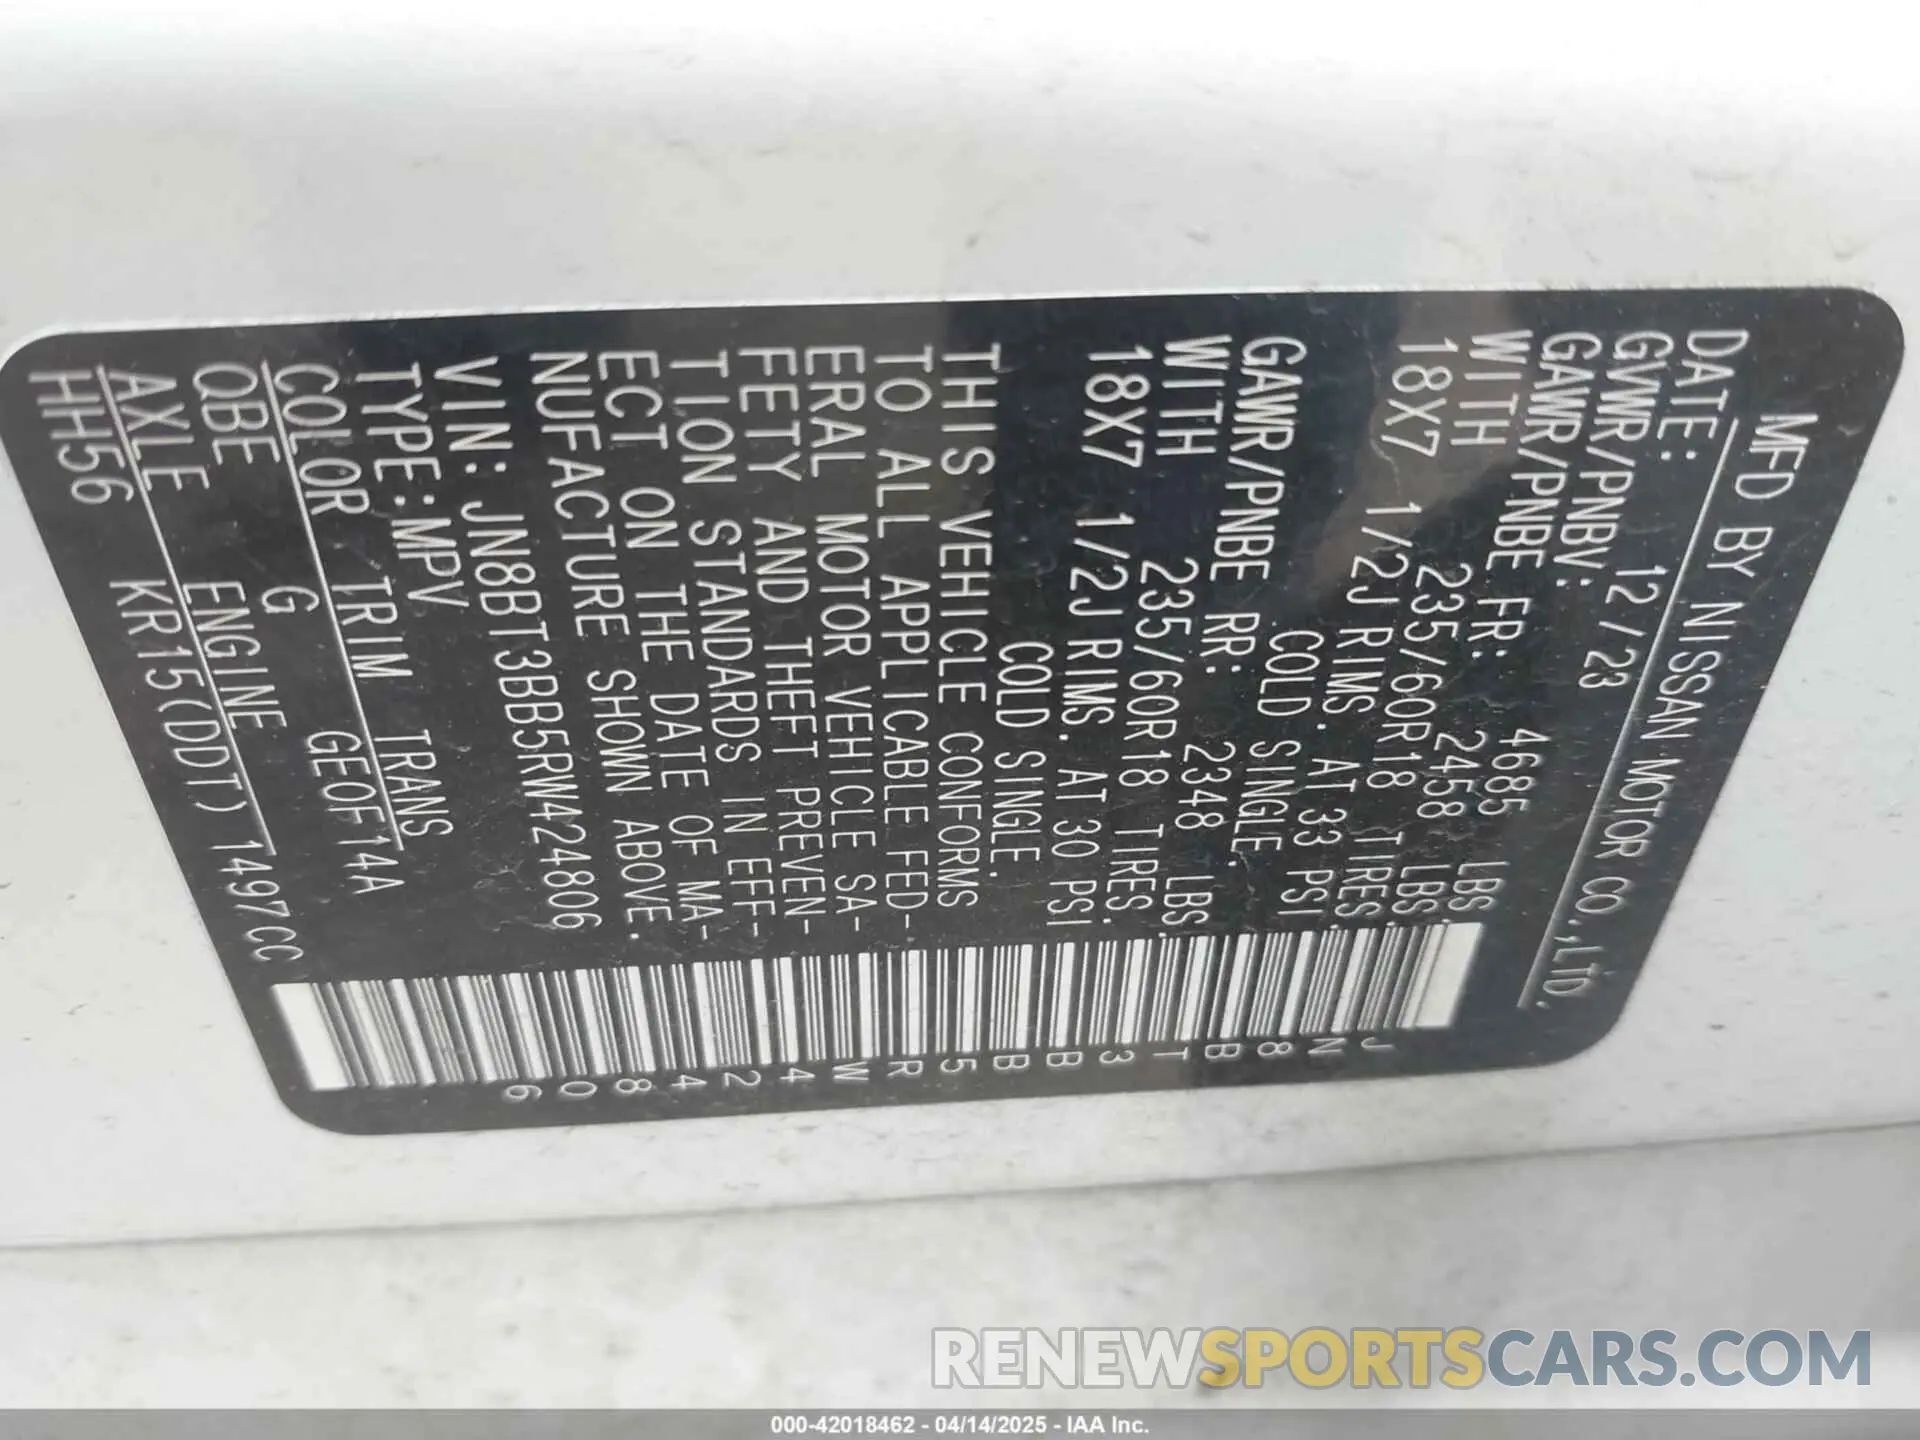 MFD BY NISSAN MOTOR CO.,LTD.
DATE: 12/23
GVWR/PNBV: 4685 LBS.
GAWR/PNBE FR: 2458 LBS.
WITH 235/60R18 TIRES.
18X7 1/2J RIMS. AT 33 PSI
COLD SINGLE.
GAWR/PNBE RR: 2348 LBS.
WITH 235/60R18 TIRES.
18X7 1/2J RIMS. AT 30 PSI
COLD SINGLE.
THIS VEHICLE CONFORMS
TO ALL APPLICABLE FED-
ERAL MOTOR VEHICLE SA-
FETY AND THEFT PREVEN-
TION STANDARDS IN EFF-
ECT ON THE DATE OF MA-
NUFACTURE SHOWN ABOVE.
VIN: JN8BT3BB5RW424806
TYPE:MPV
COLOR TRIM TRANS
QBE G GE0F14A
AXLE ENGINE
HH56 KR15(DDT) 1497CC
JN8BT3BB5RW424806
RENEWSPORTSCARS.COM
000-42018462 - 04/14/2025 - IAA Inc.